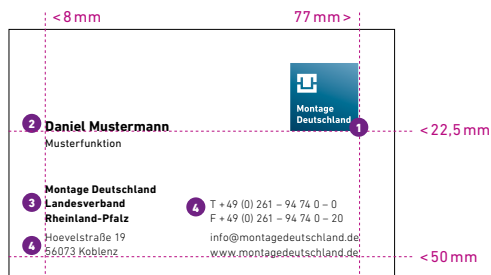 <8 mm
77 mm>
Montage
Deutschland
1
<22,5 mm
2
Daniel Mustermann
Musterfunktion
3
Montage Deutschland
Landesverband
Rheinland-Pfalz
4
Hoevelstraße 19
56073 Koblenz
4
T +49 (0) 261 – 94 74 0 – 0
F +49 (0) 261 – 94 74 0 – 20
info@montagedeutschland.de
www.montagedeutschland.de
<50 mm